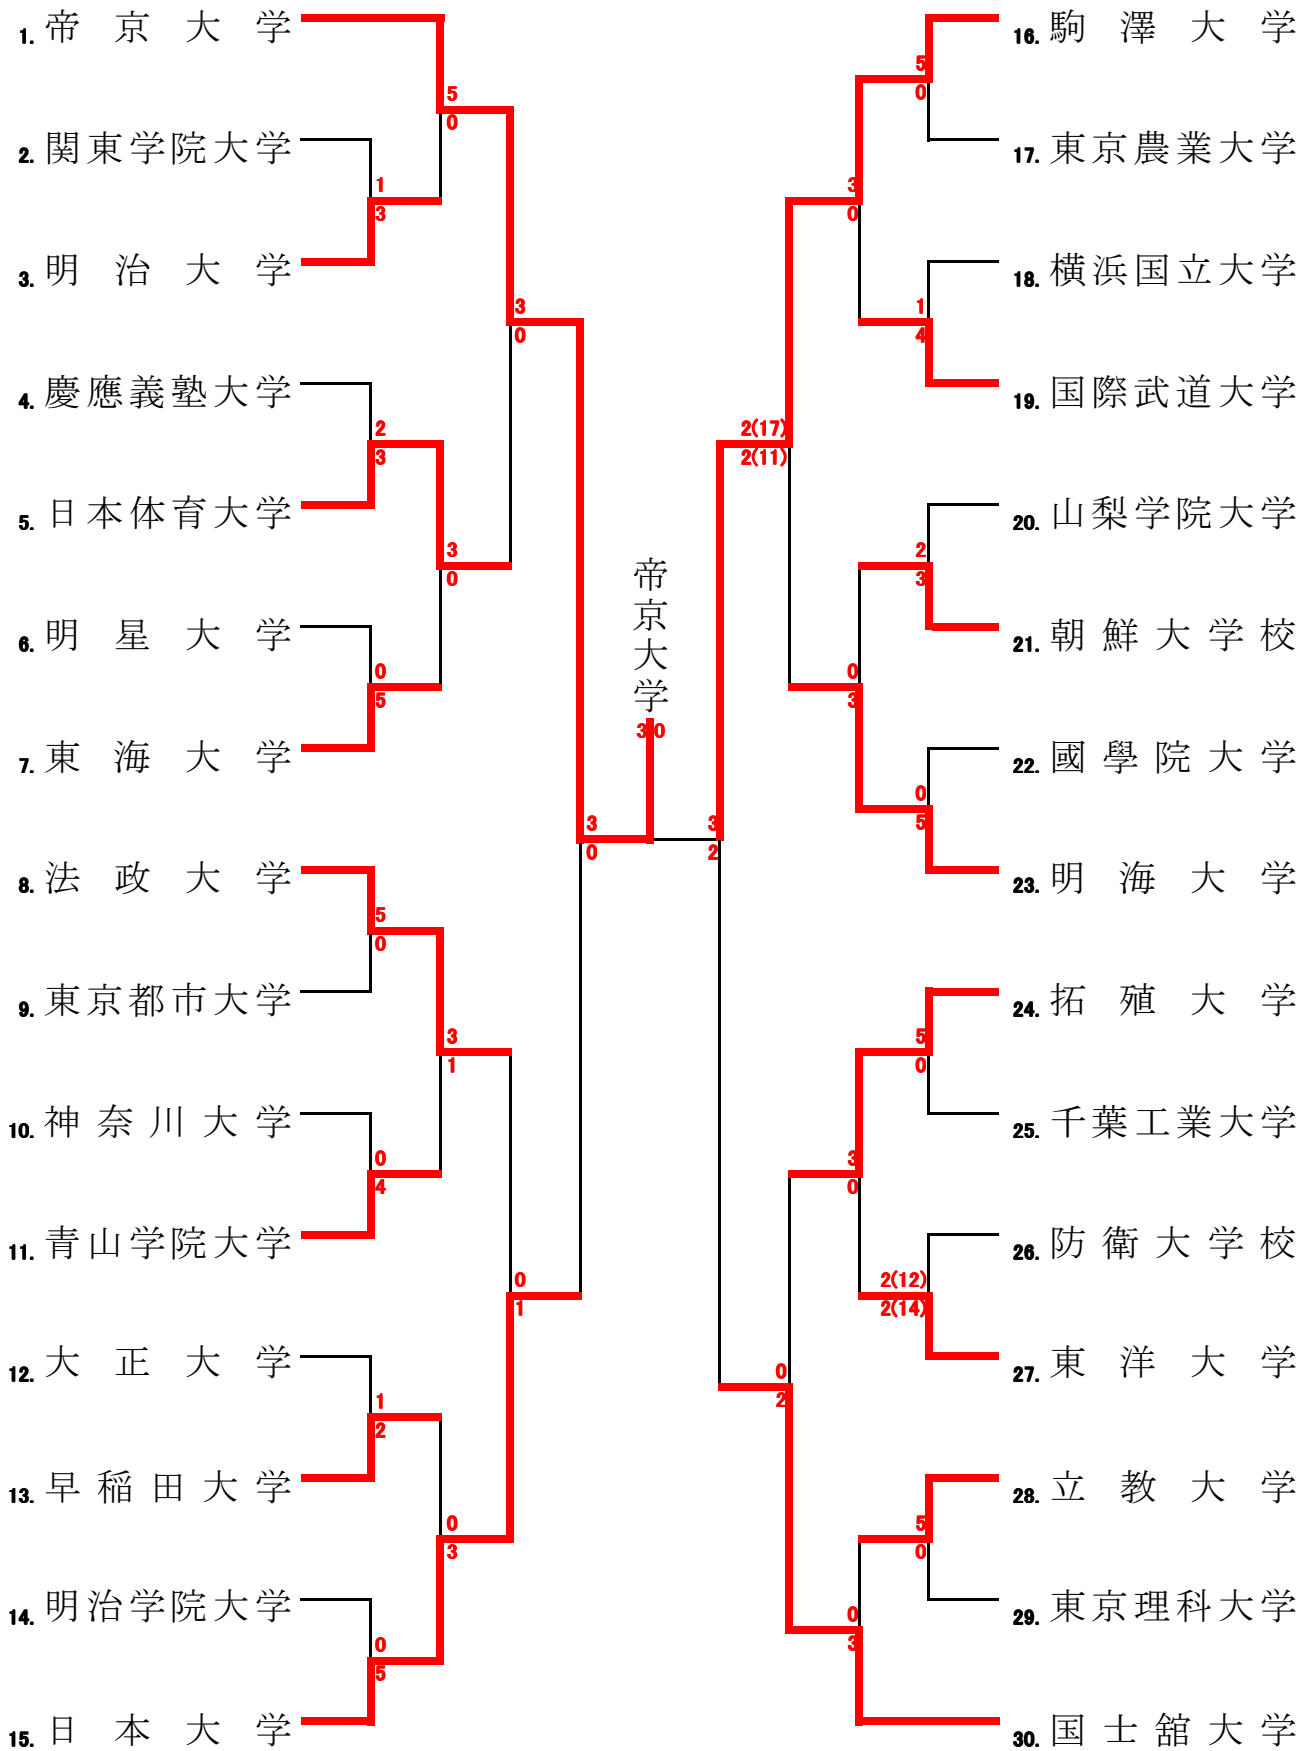 1. 帝京大学
2. 関東学院大学
3. 明治大学
4. 慶應義塾大学
5. 日本体育大学
6. 明星大学
7. 東海大学
8. 法政大学
9. 東京都市大学
10. 神奈川大学
11. 青山学院大学
12. 大正大学
13. 早稲田大学
14. 明治学院大学
15. 日本大学
1
3
2
3
0
5
5
0
0
4
1
2
0
5
5
0
3
0
3
1
0
3
3
0
0
1
3
0
帝京大学
3 0
3
2
2(17)
2(11)
0
2
3
0
0
3
3
0
0
3
5
0
1
4
2
3
0
5
5
0
2(12)
2(14)
5
0
16. 駒澤大学
17. 東京農業大学
18. 横浜国立大学
19. 国際武道大学
20. 山梨学院大学
21. 朝鮮大学校
22. 國學院大学
23. 明海大学
24. 拓殖大学
25. 千葉工業大学
26. 防衛大学校
27. 東洋大学
28. 立教大学
29. 東京理科大学
30. 国士舘大学